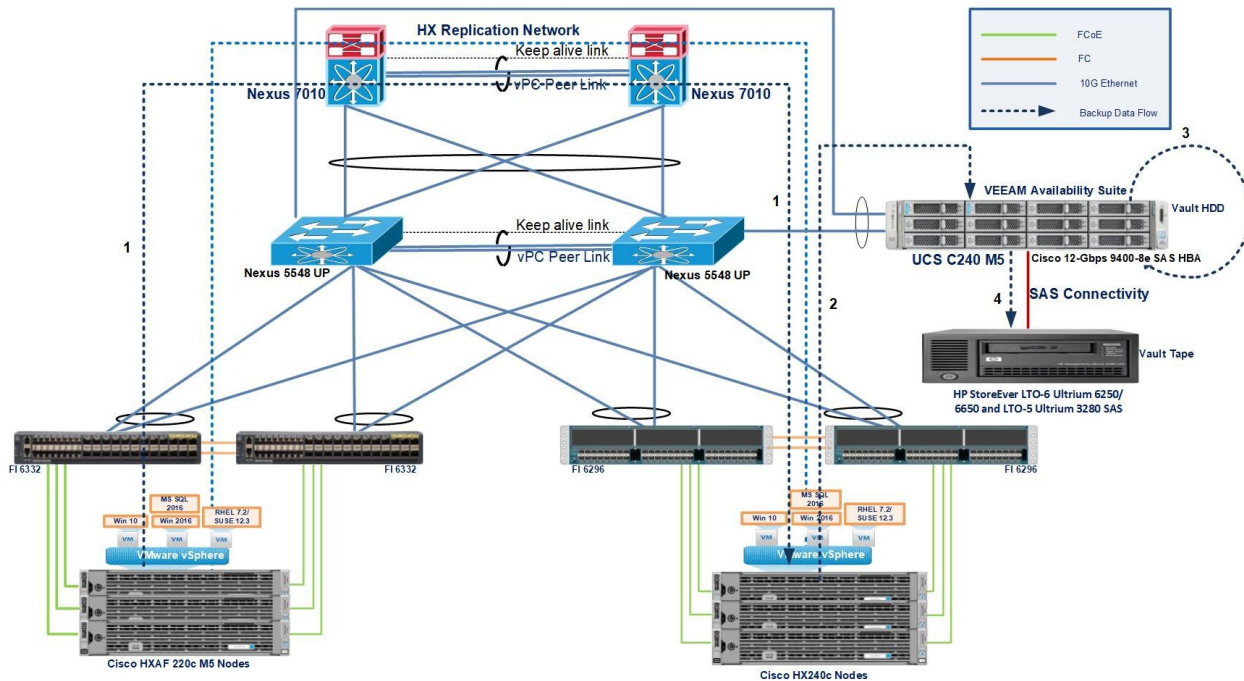 HX Replication Network
Keep alive link
vPC Peer Link
Nexus 7010
Nexus 7010
FCoE
FC
10G Ethernet
Backup Data Flow
3
VEEAM Availability Suite
Vault HDD
UCS C240 M5
Cisco 12-Gbps 9400-8e SAS HBA
1
1
Keep alive link
vPC Peer Link
Nexus 5548 UP
Nexus 5548 UP
2
4
SAS Connectivity
Vault Tape
HP StoreEver LTO-6 Ultrium 6250/
6650 and LTO-5 Ultrium 3280 SAS
FI 6332
FI 6332
FI 6296
FI 6296
MS SQL
2016
Win 10
Win 2016
RHEL 7.2/
SUSE 12.3
VM
VM
VM
VMware vSphere
Cisco HXAF 220c M5 Nodes
MS SQL
2016
Win 10
Win 2016
RHEL 7.2/
SUSE 12.3
VM
VM
VM
VMware vSphere
Cisco HX240c Nodes